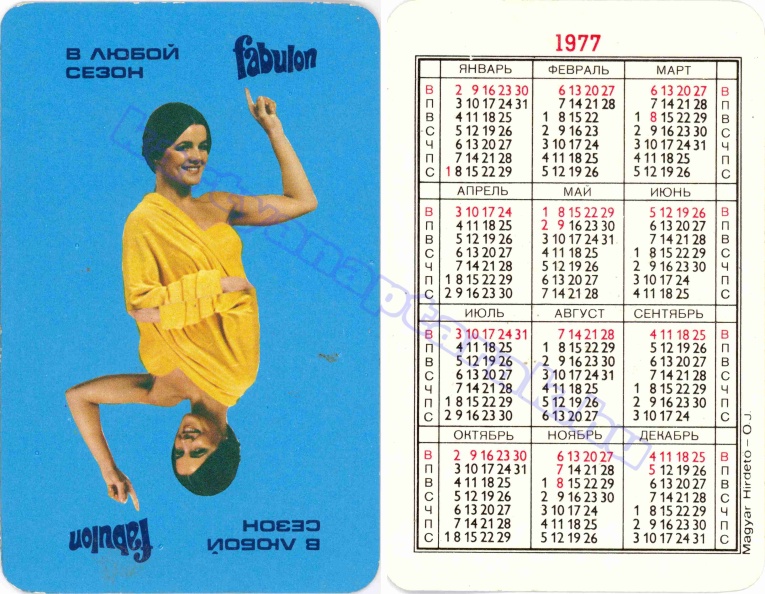 В ЛЮБОЙ
СЕЗОН
fabulon
fabulon
В ЛЮБОЙ
СЕЗОН
1977
ЯНВАРЬ ФЕВРАЛЬ МАРТ
В 2 9 16 23 30 6 13 20 27 6 13 20 27 В
П 3 10 17 24 31 7 14 21 28 7 14 21 28 П
В 4 11 18 25 1 8 15 22 1 8 15 22 29 В
С 5 12 19 26 2 9 16 23 2 9 16 23 30 С
Ч 6 13 20 27 3 10 17 24 3 10 17 24 31 Ч
П 7 14 21 28 4 11 18 25 4 11 18 25 П
С 1 8 15 22 29 5 12 19 26 5 12 19 26 С
АПРЕЛЬ МАЙ ИЮНЬ
В 3 10 17 24 1 8 15 22 29 5 12 19 26 В
П 4 11 18 25 2 9 16 23 30 6 13 20 27 П
В 5 12 19 26 3 10 17 24 31 7 14 21 28 В
С 6 13 20 27 4 11 18 25 1 8 15 22 29 С
Ч 7 14 21 28 5 12 19 26 2 9 16 23 30 Ч
П 1 8 15 22 29 6 13 20 27 3 10 17 24 П
С 2 9 16 23 30 7 14 21 28 4 11 18 25 С
ИЮЛЬ АВГУСТ СЕНТЯБРЬ
В 3 10 17 24 31 7 14 21 28 4 11 18 25 В
П 4 11 18 25 1 8 15 22 29 5 12 19 26 П
В 5 12 19 26 2 9 16 23 30 6 13 20 27 В
С 6 13 20 27 3 10 17 24 31 7 14 21 28 С
Ч 7 14 21 28 4 11 18 25 1 8 15 22 29 Ч
П 1 8 15 22 29 5 12 19 26 2 9 16 23 30 П
С 2 9 16 23 30 6 13 20 27 3 10 17 24 С
ОКТЯБРЬ НОЯБРЬ ДЕКАБРЬ
В 2 9 16 23 30 6 13 20 27 4 11 18 25 В
П 3 10 17 24 31 7 14 21 28 5 12 19 26 П
В 4 11 18 25 1 8 15 22 29 6 13 20 27 В
С 5 12 19 26 2 9 16 23 30 7 14 21 28 С
Ч 6 13 20 27 3 10 17 24 1 8 15 22 29 Ч
П 7 14 21 28 4 11 18 25 2 9 16 23 30 П
С 1 8 15 22 29 5 12 19 26 3 10 17 24 31 С
Magyar Hirdető – O.J.